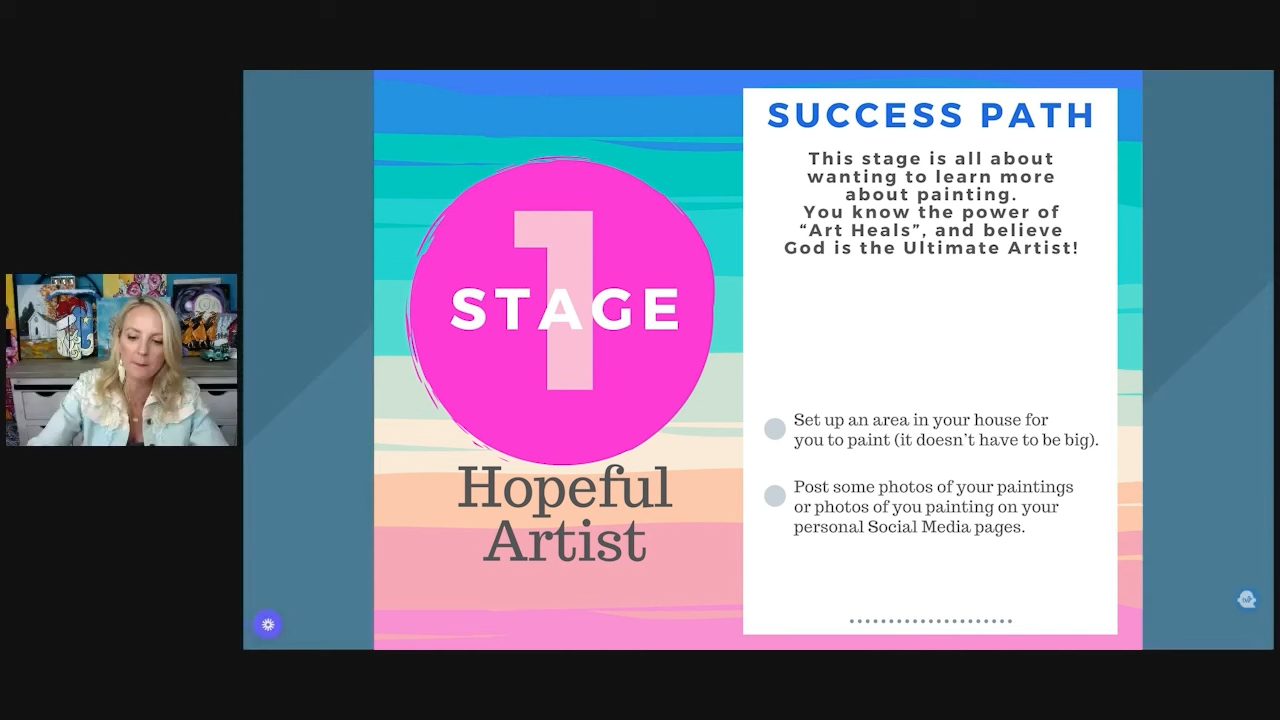 1
STAGE
Hopeful
Artist
SUCCESS PATH
This stage is all about
wanting to learn more
about painting.
You know the power of
“Art Heals”, and believe
God is the Ultimate Artist!
Set up an area in your house for
you to paint (it doesn’t have to be big).
Post some photos of your paintings
or photos of you painting on your
personal Social Media pages.